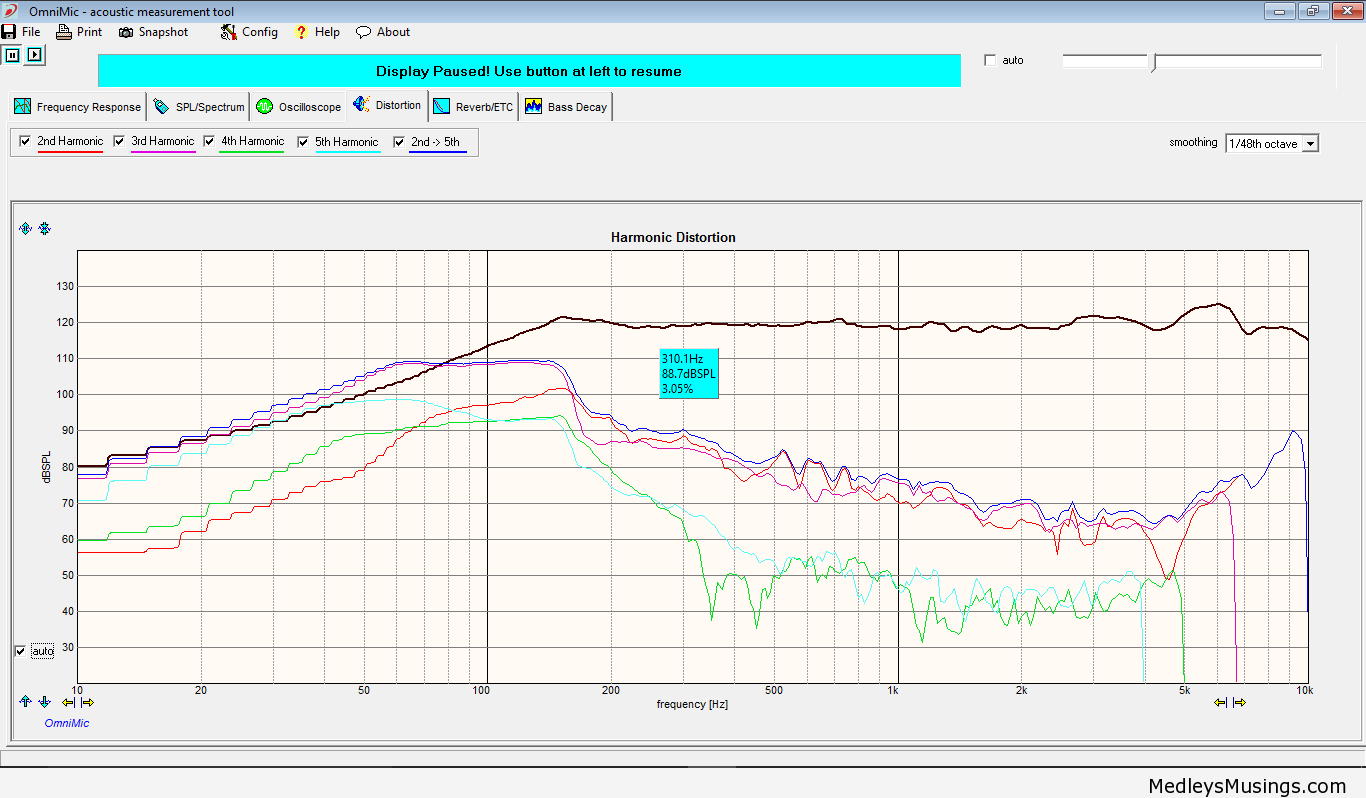 OmniMic - acoustic measurement tool
File Print Snapshot Config Help About
Display Paused! Use button at left to resume
auto
Frequency Response SPL/Spectrum Oscilloscope Distortion Reverb/ETC Bass Decay
2nd Harmonic 3rd Harmonic 4th Harmonic 5th Harmonic 2nd -> 5th
smoothing 1/48th octave
Harmonic Distortion
130
120
110
100
90
80
70
60
50
40
30
dBSPL
310.1Hz
88.7dBSPL
3.05%
auto
10 20 50 100 200 500 1k 2k 5k 10k
frequency [Hz]
OmniMic
MedleysMusings.com